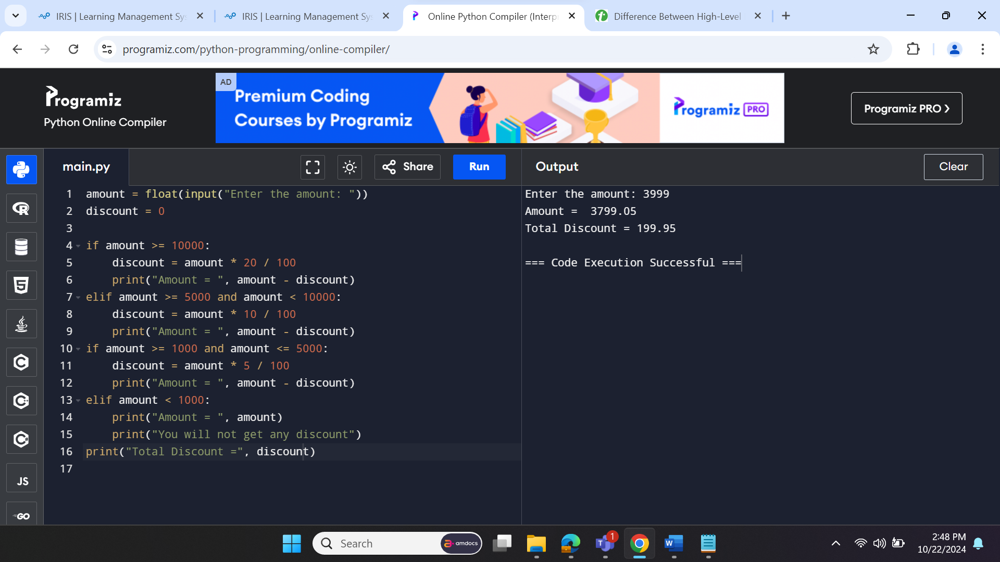 IRIS | Learning Management Sy
IRIS | Learning Management Sys
Online Python Compiler (Interp
Difference Between High-Level
programiz.com/python-programming/online-compiler/
Programiz
Python Online Compiler
AD
Premium Coding
Courses by Programiz
Programiz PRO
Programiz PRO ❯
main.py
Share
Run
Output
Clear
1 amount = float(input("Enter the amount: "))
2 discount = 0
3
4 if amount >= 10000:
5     discount = amount * 20 / 100
6     print("Amount = ", amount - discount)
7 elif amount >= 5000 and amount < 10000:
8     discount = amount * 10 / 100
9     print("Amount = ", amount - discount)
10 if amount >= 1000 and amount <= 5000:
11     discount = amount * 5 / 100
12     print("Amount = ", amount - discount)
13 elif amount < 1000:
14     print("Amount = ", amount)
15     print("You will not get any discount")
16 print("Total Discount =", discount)
17
Enter the amount: 3999
Amount =  3799.05
Total Discount = 199.95
=== Code Execution Successful ===
R
5
C
C++
C#
JS
GO
Search
a amdocs
T
1
W
2:48 PM
10/22/2024